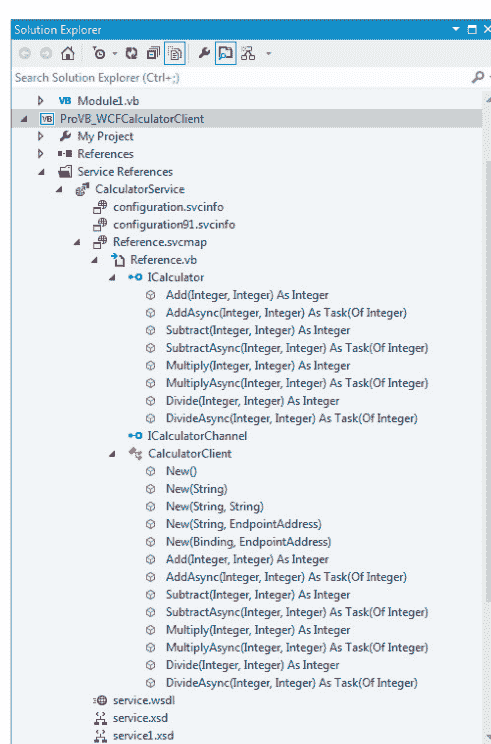 Solution Explorer
Search Solution Explorer (Ctrl+;)
VB Module1.vb
VB ProVB_WCFCalculatorClient
My Project
References
Service References
CalculatorService
configuration.svcinfo
configuration91.svcinfo
Reference.svcmap
Reference.vb
ICalculator
Add(Integer, Integer) As Integer
AddAsync(Integer, Integer) As Task(Of Integer)
Subtract(Integer, Integer) As Integer
SubtractAsync(Integer, Integer) As Task(Of Integer)
Multiply(Integer, Integer) As Integer
MultiplyAsync(Integer, Integer) As Task(Of Integer)
Divide(Integer, Integer) As Integer
DivideAsync(Integer, Integer) As Task(Of Integer)
ICalculatorChannel
CalculatorClient
New()
New(String)
New(String, String)
New(String, EndpointAddress)
New(Binding, EndpointAddress)
Add(Integer, Integer) As Integer
AddAsync(Integer, Integer) As Task(Of Integer)
Subtract(Integer, Integer) As Integer
SubtractAsync(Integer, Integer) As Task(Of Integer)
Multiply(Integer, Integer) As Integer
MultiplyAsync(Integer, Integer) As Task(Of Integer)
Divide(Integer, Integer) As Integer
DivideAsync(Integer, Integer) As Task(Of Integer)
service.wsdl
service.xsd
service1.xsd